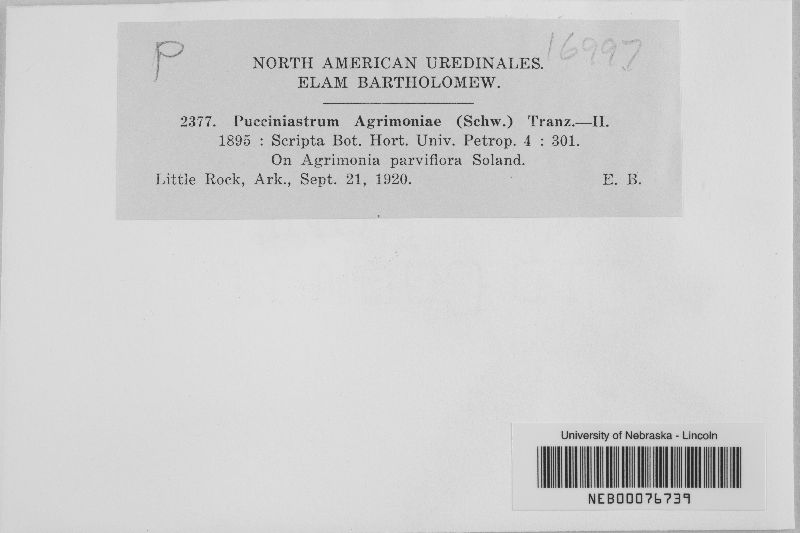 P
16997
NORTH AMERICAN UREDINALES.
ELAM BARTHOLOMEW.
2377. Pucciniastrum Agrimoniae (Schw.) Tranz.—II.
1895 : Scripta Bot. Hort. Univ. Petrop. 4 : 301.
On Agrimonia parviflora Soland.
Little Rock, Ark., Sept. 21, 1920. E. B.
University of Nebraska - Lincoln
NEB00076739